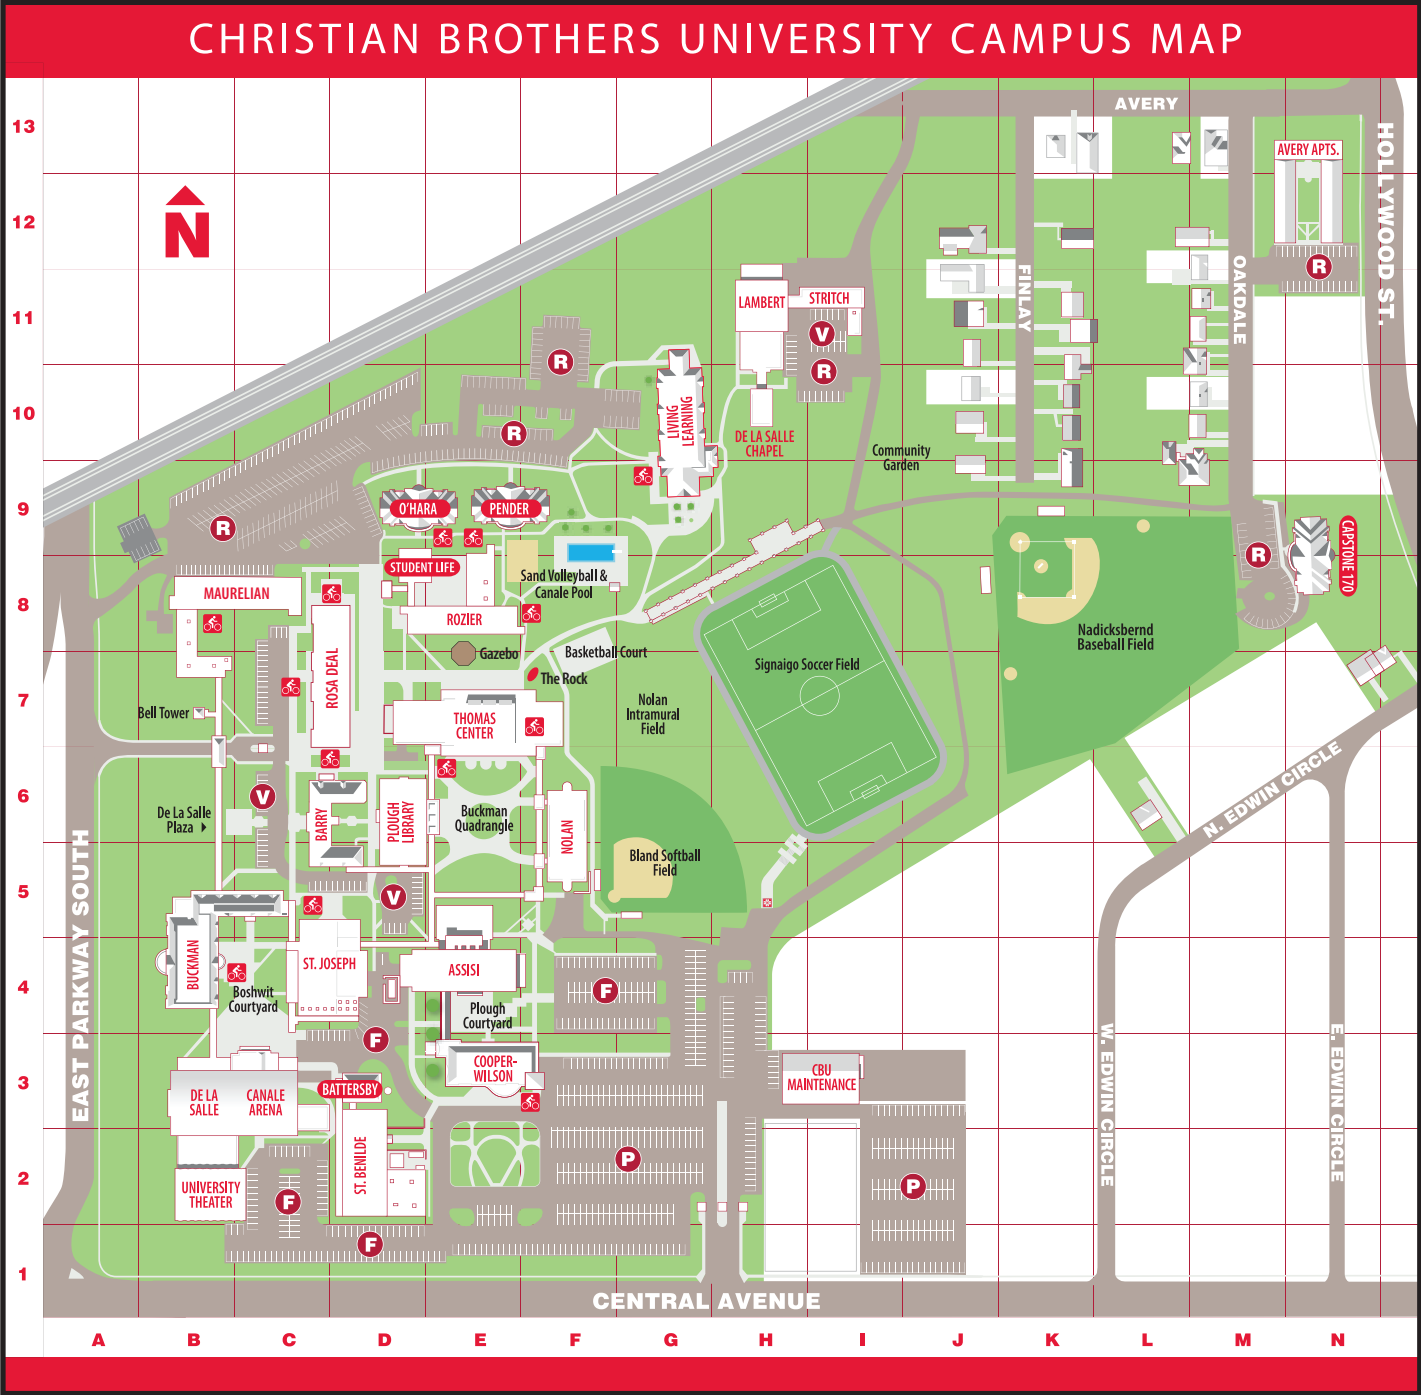 CHRISTIAN BROTHERS UNIVERSITY CAMPUS MAP
AVERY
13
AVERY APTS.
HOLLYWOOD ST.
12
N
FINLAY
OAKDALE
R
11
LAMBERT
STRITCH
V
R
R
10
LIVING
LEARNING
R
DE LA SALLE
CHAPEL
Community
Garden
9
R
O'HARA
PENDER
R
CAPSTONE 170
STUDENT LIFE
Sand Volleyball &
Canale Pool
8
MAURELIAN
ROZIER
Nadicksbernd
Baseball Field
Gazebo
Basketball Court
Signaigo Soccer Field
The Rock
7
ROSA DEAL
Bell Tower
THOMAS
CENTER
Nolan
Intramural
Field
6
V
De La Salle
Plaza
BARRY
PLOUGH
LIBRARY
Buckman
Quadrangle
NOLAN
N. EDWIN CIRCLE
Bland Softball
Field
5
V
EAST PARKWAY SOUTH
BUCKMAN
ST. JOSEPH
ASSISI
4
Boshwit
Courtyard
Plough
Courtyard
F
F
W. EDWIN CIRCLE
E. EDWIN CIRCLE
3
COOPER-
WILSON
CBU
MAINTENANCE
BATTERSBY
DE LA
SALLE
CANALE
ARENA
2
ST. BENILDE
P
P
UNIVERSITY
THEATER
F
F
1
CENTRAL AVENUE
A
B
C
D
E
F
G
H
I
J
K
L
M
N